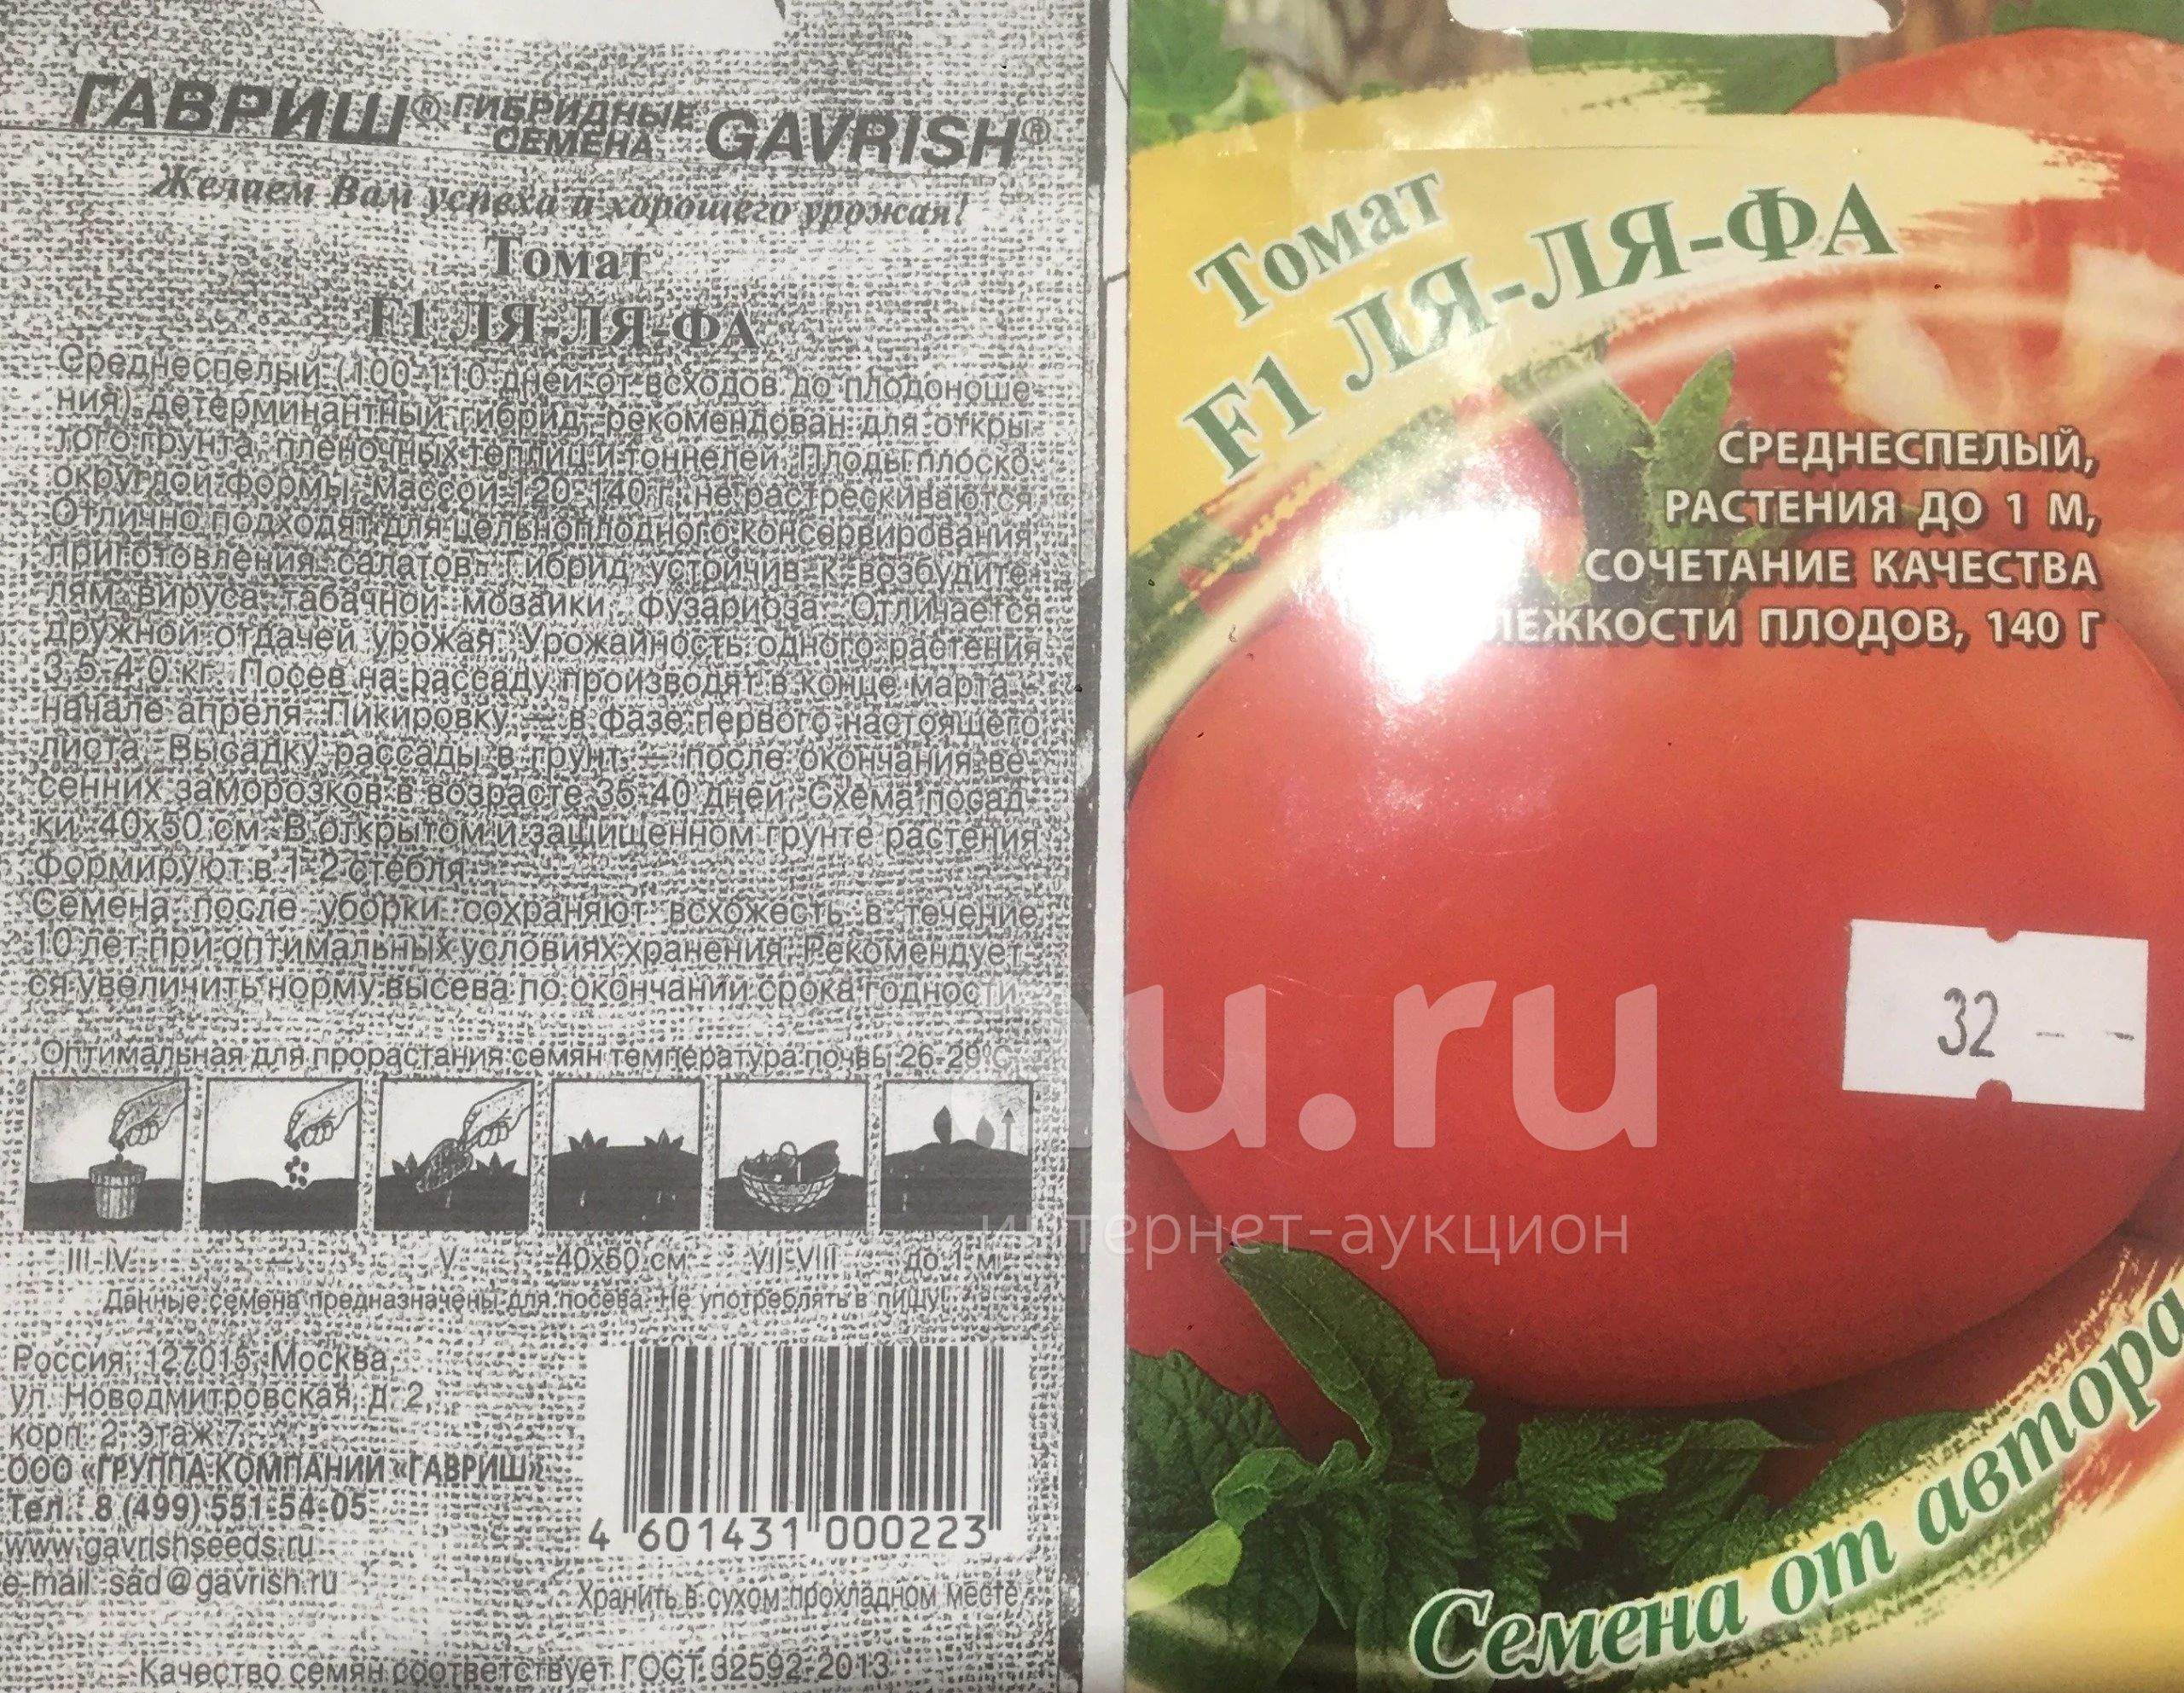 ГАВРИШ® ГИБРИДНЫЕ СЕМЕНА GAVRISH®
Желаем Вам успеха и хорошего урожая!
Томат
F1 ЛЯ-ЛЯ-ФА
Среднеспелый (100-110 дней от всходов до плодоноше-
ния) детерминантный гибрид, рекомендован для откры-
того грунта, пленочных теплиц и тоннелей. Плоды плоско-
округлой формы, массой 120-140 г, не растрескиваются.
Отлично подходят для цельноплодного консервирования,
приготовления салатов. Гибрид устойчив к возбудите-
лям вируса табачной мозаики, фузариоза. Отличается
дружной отдачей урожая. Урожайность одного растения
3,5-4,0 кг. Посев на рассаду производят в конце марта -
начале апреля. Пикировку — в фазе первого настоящего
листа. Высадку рассады в грунт — после окончания ве-
сенних заморозков в возрасте 35-40 дней. Схема посад-
ки 40х50 см. В открытом и защищенном грунте растения
формируют в 1-2 стебля.
Семена после уборки сохраняют всхожесть в течение
10 лет при оптимальных условиях хранения. Рекомендует-
ся увеличить норму высева по окончании срока годности.
Оптимальная для прорастания семян температура почвы 26-29°С
III-IV — V 40х50 см VII-VIII до 1 м
Данные семена предназначены для посева. Не употреблять в пищу!
Россия, 127015, Москва,
ул. Новодмитровская, д. 2,
корп. 2, этаж 7,
ООО «ГРУППА КОМПАНИЙ «ГАВРИШ»
Тел.: 8 (499) 551-54-05
www.gavrishseeds.ru
e-mail: sad@gavrish.ru
4 601431 000223
Хранить в сухом прохладном месте
Качество семян соответствует ГОСТ 32592-2013
Томат
F1 ЛЯ-ЛЯ-ФА
СРЕДНЕСПЕЛЫЙ,
РАСТЕНИЯ ДО 1 М,
СОЧЕТАНИЕ КАЧЕСТВА
ЛЕЖКОСТИ ПЛОДОВ, 140 Г
32 - -
au.ru
интернет-аукцион
Семена от автора